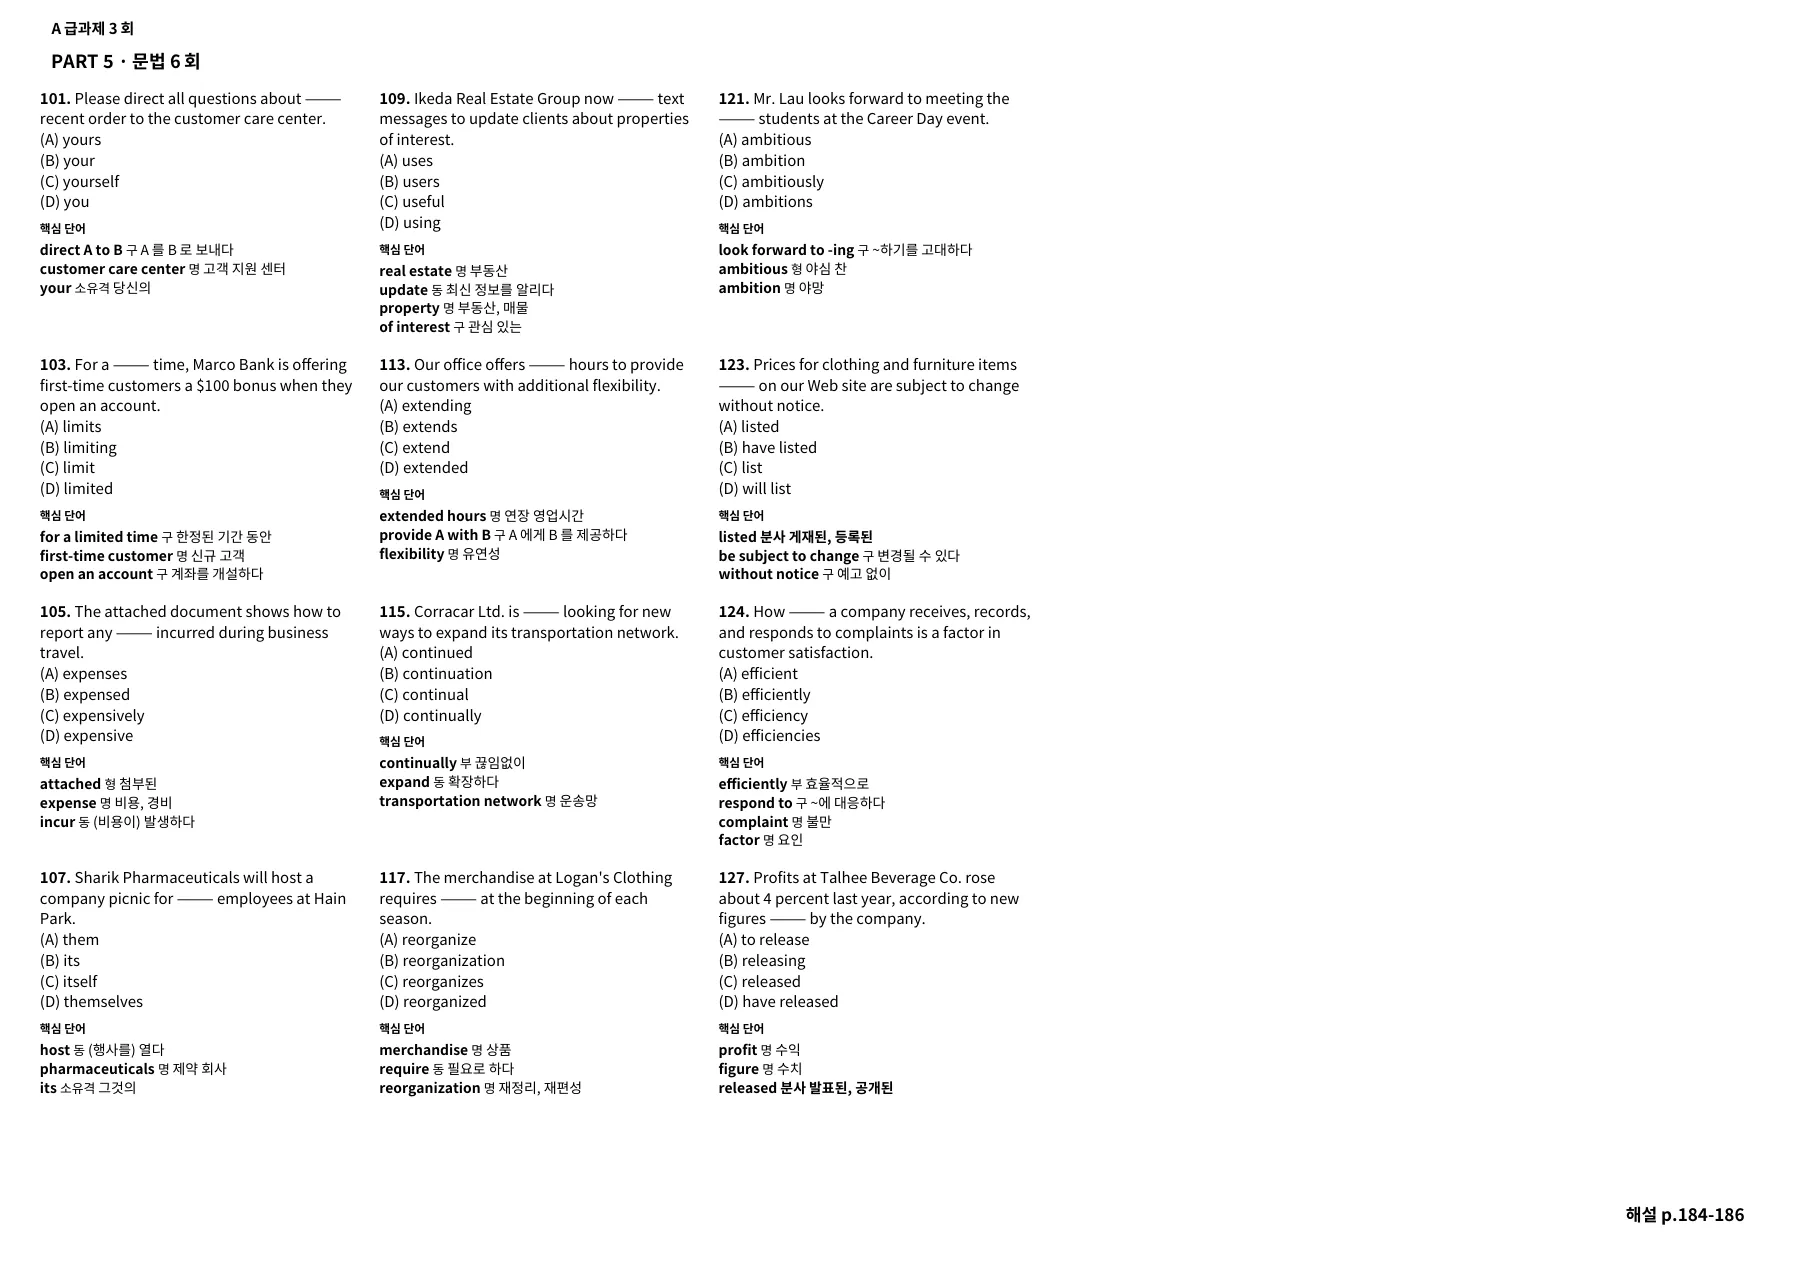 A 급과제 3 회
PART 5 · 문법 6 회
101. Please direct all questions about ——
recent order to the customer care center.
(A) yours
(B) your
(C) yourself
(D) you
핵심 단어
direct A to B 구 A 를 B 로 보내다
customer care center 명 고객 지원 센터
your 소유격 당신의
103. For a —— time, Marco Bank is offering
first-time customers a $100 bonus when they
open an account.
(A) limits
(B) limiting
(C) limit
(D) limited
핵심 단어
for a limited time 구 한정된 기간 동안
first-time customer 명 신규 고객
open an account 구 계좌를 개설하다
105. The attached document shows how to
report any —— incurred during business
travel.
(A) expenses
(B) expensed
(C) expensively
(D) expensive
핵심 단어
attached 형 첨부된
expense 명 비용, 경비
incur 동 (비용이) 발생하다
107. Sharik Pharmaceuticals will host a
company picnic for —— employees at Hain
Park.
(A) them
(B) its
(C) itself
(D) themselves
핵심 단어
host 동 (행사를) 열다
pharmaceuticals 명 제약 회사
its 소유격 그것의
109. Ikeda Real Estate Group now —— text
messages to update clients about properties
of interest.
(A) uses
(B) users
(C) useful
(D) using
핵심 단어
real estate 명 부동산
update 동 최신 정보를 알리다
property 명 부동산, 매물
of interest 구 관심 있는
113. Our office offers —— hours to provide
our customers with additional flexibility.
(A) extending
(B) extends
(C) extend
(D) extended
핵심 단어
extended hours 명 연장 영업시간
provide A with B 구 A 에게 B 를 제공하다
flexibility 명 유연성
115. Corracar Ltd. is —— looking for new
ways to expand its transportation network.
(A) continued
(B) continuation
(C) continual
(D) continually
핵심 단어
continually 부 끊임없이
expand 동 확장하다
transportation network 명 운송망
117. The merchandise at Logan's Clothing
requires —— at the beginning of each
season.
(A) reorganize
(B) reorganization
(C) reorganizes
(D) reorganized
핵심 단어
merchandise 명 상품
require 동 필요로 하다
reorganization 명 재정리, 재편성
121. Mr. Lau looks forward to meeting the
—— students at the Career Day event.
(A) ambitious
(B) ambition
(C) ambitiously
(D) ambitions
핵심 단어
look forward to -ing 구 ~하기를 고대하다
ambitious 형 야심 찬
ambition 명 야망
123. Prices for clothing and furniture items
—— on our Web site are subject to change
without notice.
(A) listed
(B) have listed
(C) list
(D) will list
핵심 단어
listed 분사 게재된, 등록된
be subject to change 구 변경될 수 있다
without notice 구 예고 없이
124. How —— a company receives, records,
and responds to complaints is a factor in
customer satisfaction.
(A) efficient
(B) efficiently
(C) efficiency
(D) efficiencies
핵심 단어
efficiently 부 효율적으로
respond to 구 ~에 대응하다
complaint 명 불만
factor 명 요인
127. Profits at Talhee Beverage Co. rose
about 4 percent last year, according to new
figures —— by the company.
(A) to release
(B) releasing
(C) released
(D) have released
핵심 단어
profit 명 수익
figure 명 수치
released 분사 발표된, 공개된
해설 p.184-186